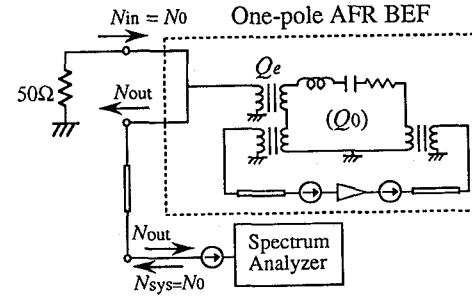 One-pole AFR BEF
Nin = N0
Qe
Nout
50Ω
(Q0)
Nout
Nsys=N0
Spectrum
Analyzer